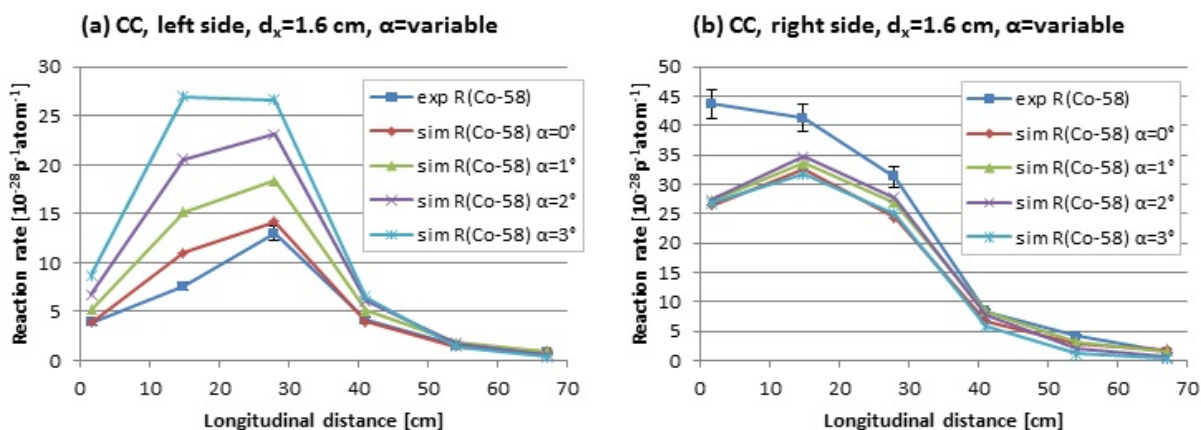 (a) CC, left side, dₓ=1.6 cm, α=variable
Reaction rate [10⁻²⁸p⁻¹atom⁻¹]
30
25
20
15
10
5
0
0 10 20 30 40 50 60 70
Longitudinal distance [cm]
exp R(Co-58)
sim R(Co-58) α=0°
sim R(Co-58) α=1°
sim R(Co-58) α=2°
sim R(Co-58) α=3°
(b) CC, right side, dₓ=1.6 cm, α=variable
Reaction rate [10⁻²⁸p⁻¹atom⁻¹]
50
45
40
35
30
25
20
15
10
5
0
0 10 20 30 40 50 60 70
Longitudinal distance [cm]
exp R(Co-58)
sim R(Co-58) α=0°
sim R(Co-58) α=1°
sim R(Co-58) α=2°
sim R(Co-58) α=3°